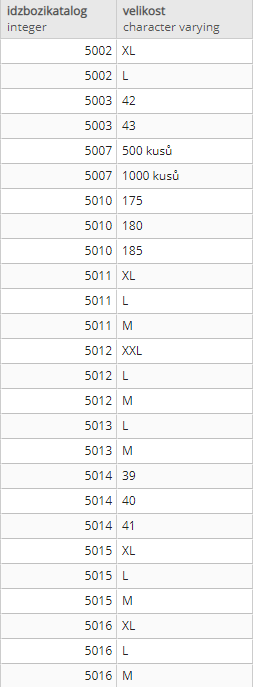 idzbozikatalog velikost
integer character varying
5002 XL
5002 L
5003 42
5003 43
5007 500 kusů
5007 1000 kusů
5010 175
5010 180
5010 185
5011 XL
5011 L
5011 M
5012 XXL
5012 L
5012 M
5013 L
5013 M
5014 39
5014 40
5014 41
5015 XL
5015 L
5015 M
5016 XL
5016 L
5016 M